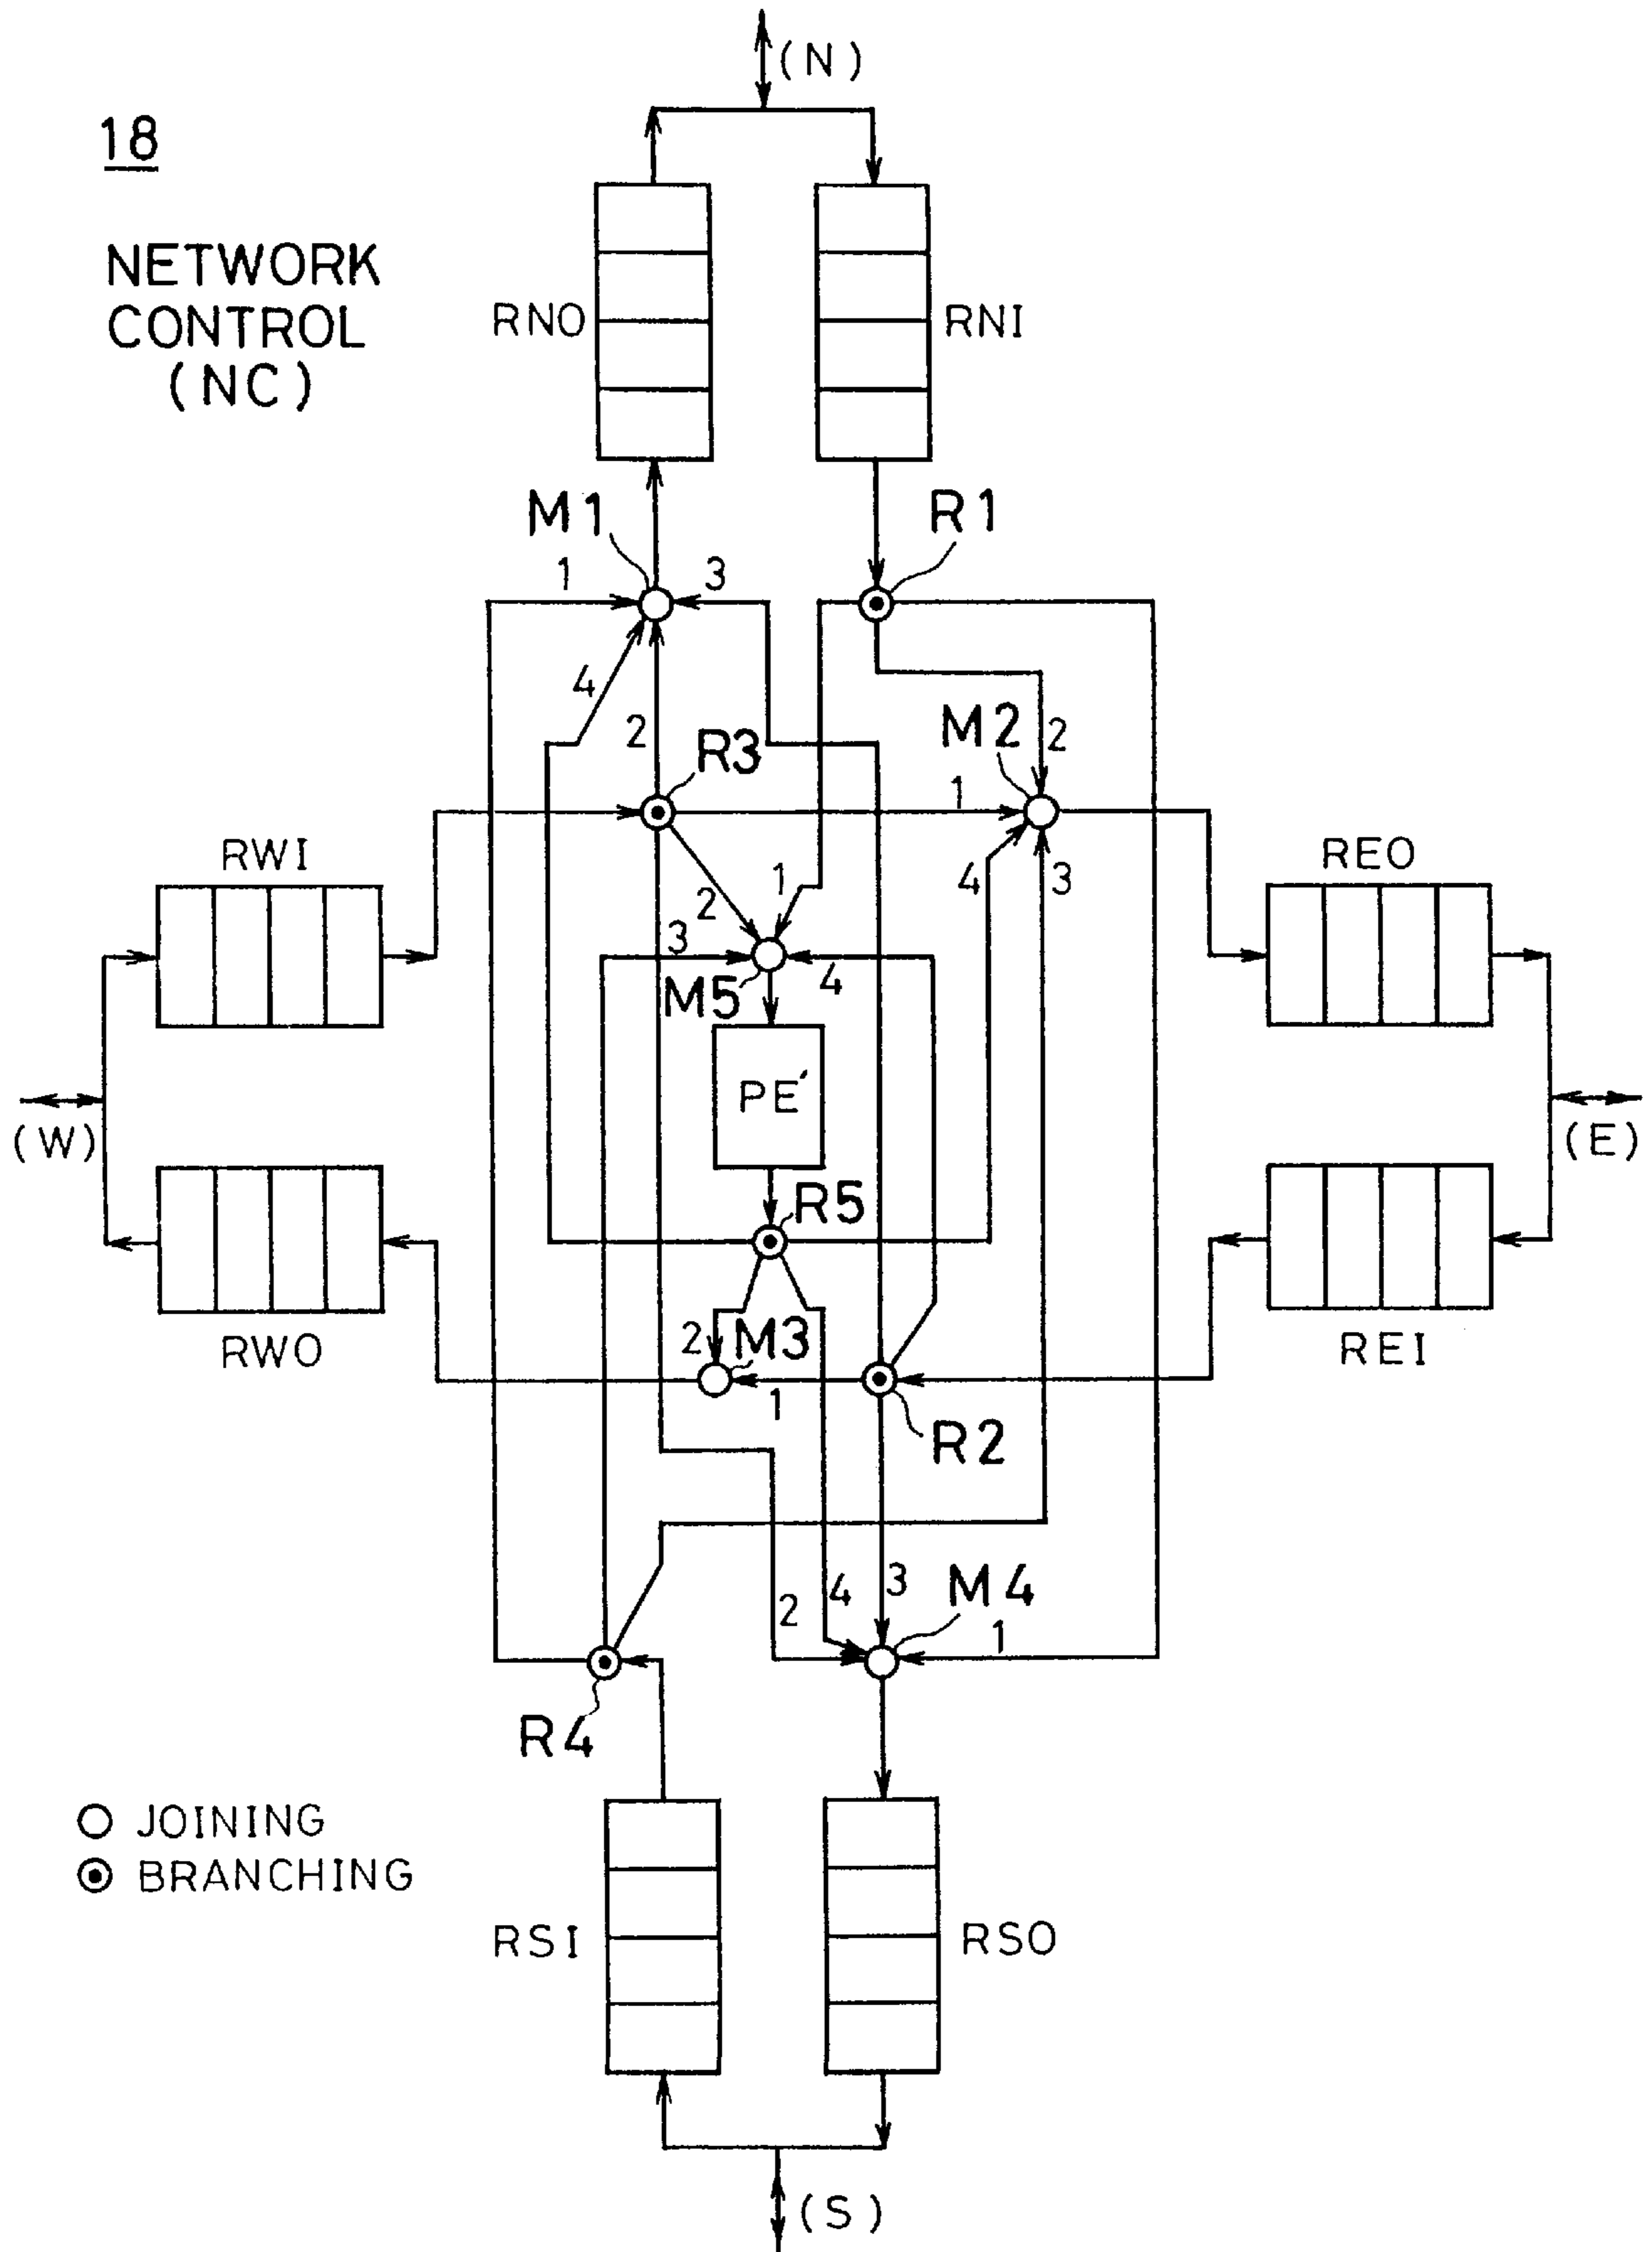 (N)
18
NETWORK
CONTROL
(NC)
RNO
RNI
M1
R1
1
3
4
2
R3
M2
2
1
RWI
REO
1
4
3
2
3
4
M5
PE´
(W)
(E)
R5
2
M3
RWO
REI
1
R2
4
3
M4
2
1
R4
○ JOINING
◉ BRANCHING
RSI
RSO
(S)